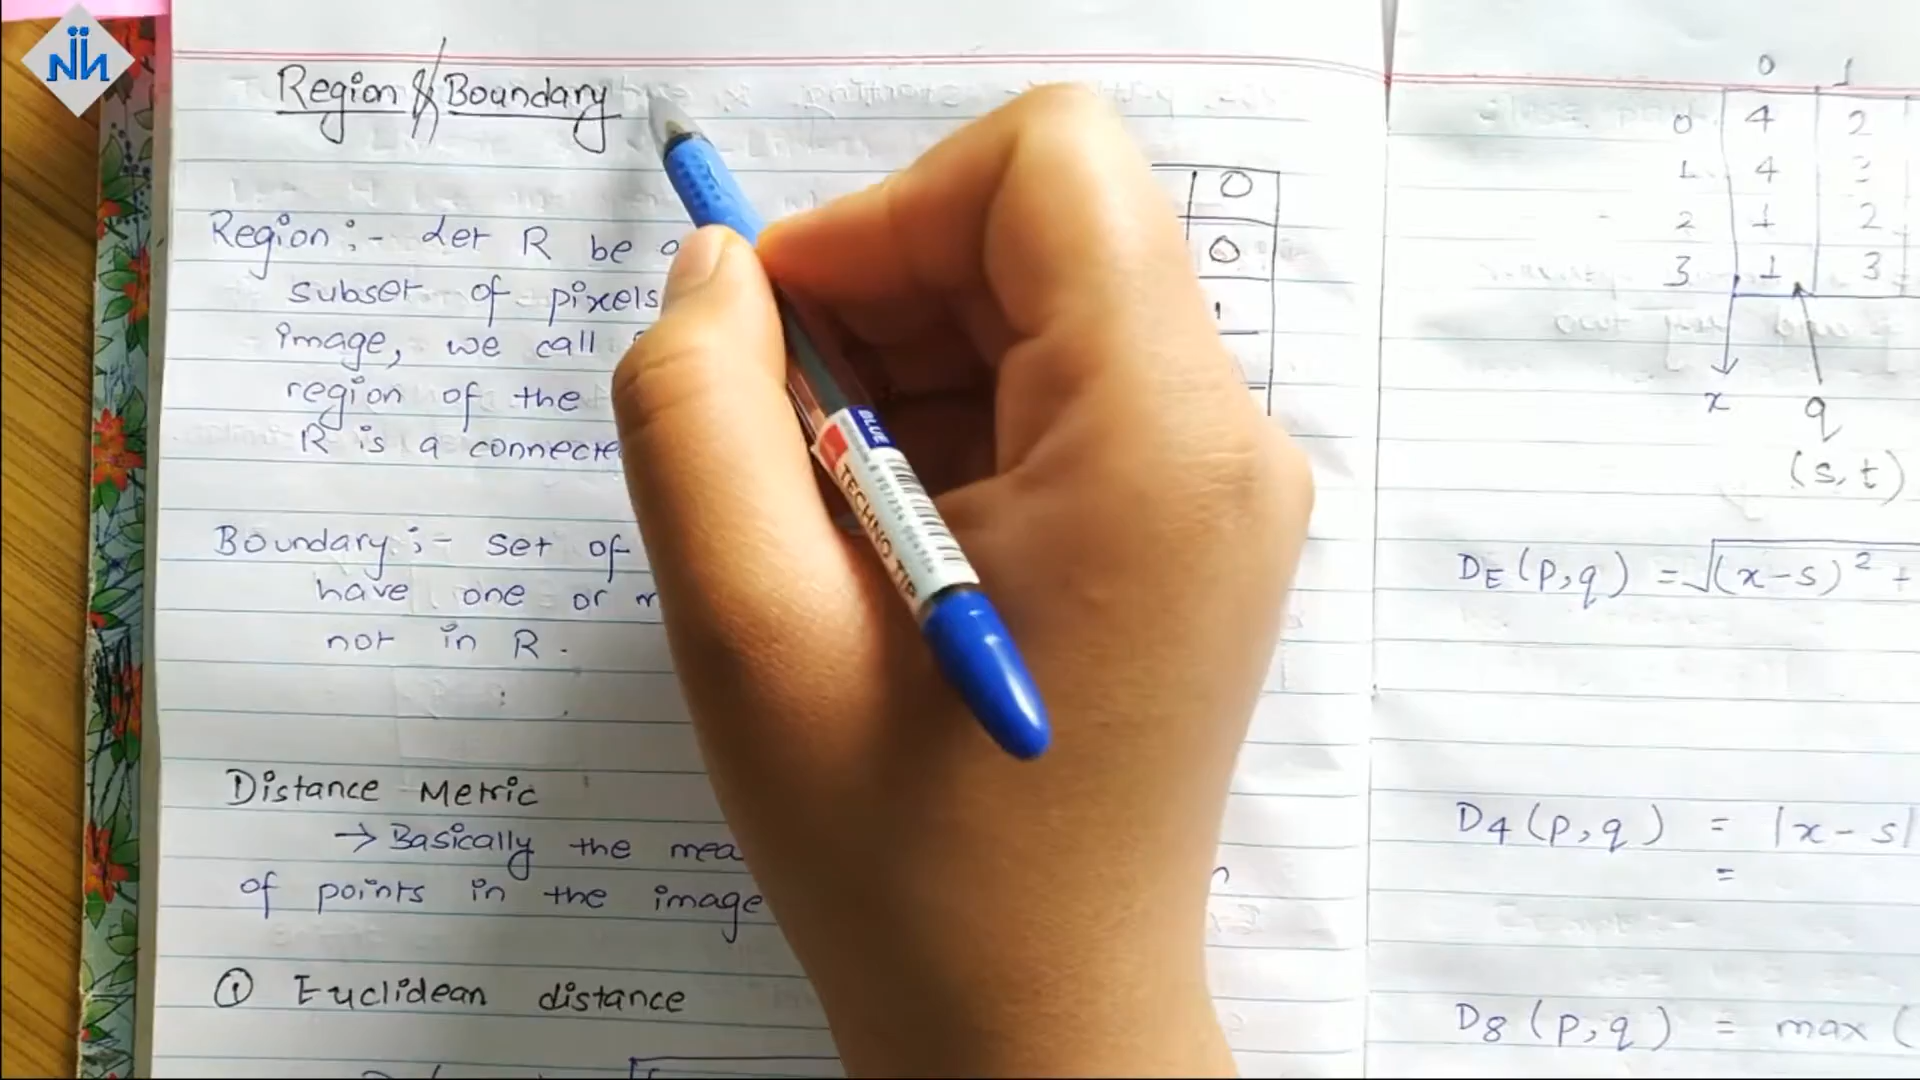 Region & Boundary
Region :- Let R be a
subset of pixels
image, we call
region of the
R is a connecte
Boundary :- set of
have one or m
not in R.
Distance Metric
→ Basically the mea
of points in the image
① Euclidean distance
0
0
1
BLUE
TECHNO TIP
0 1
0 4 2
1 4
2 1 2
3 1 3
x q
(s,t)
DE (p,q) = √(x-s)² +
D4 (p,q) = |x-s|
=
D8 (p,q) = max (